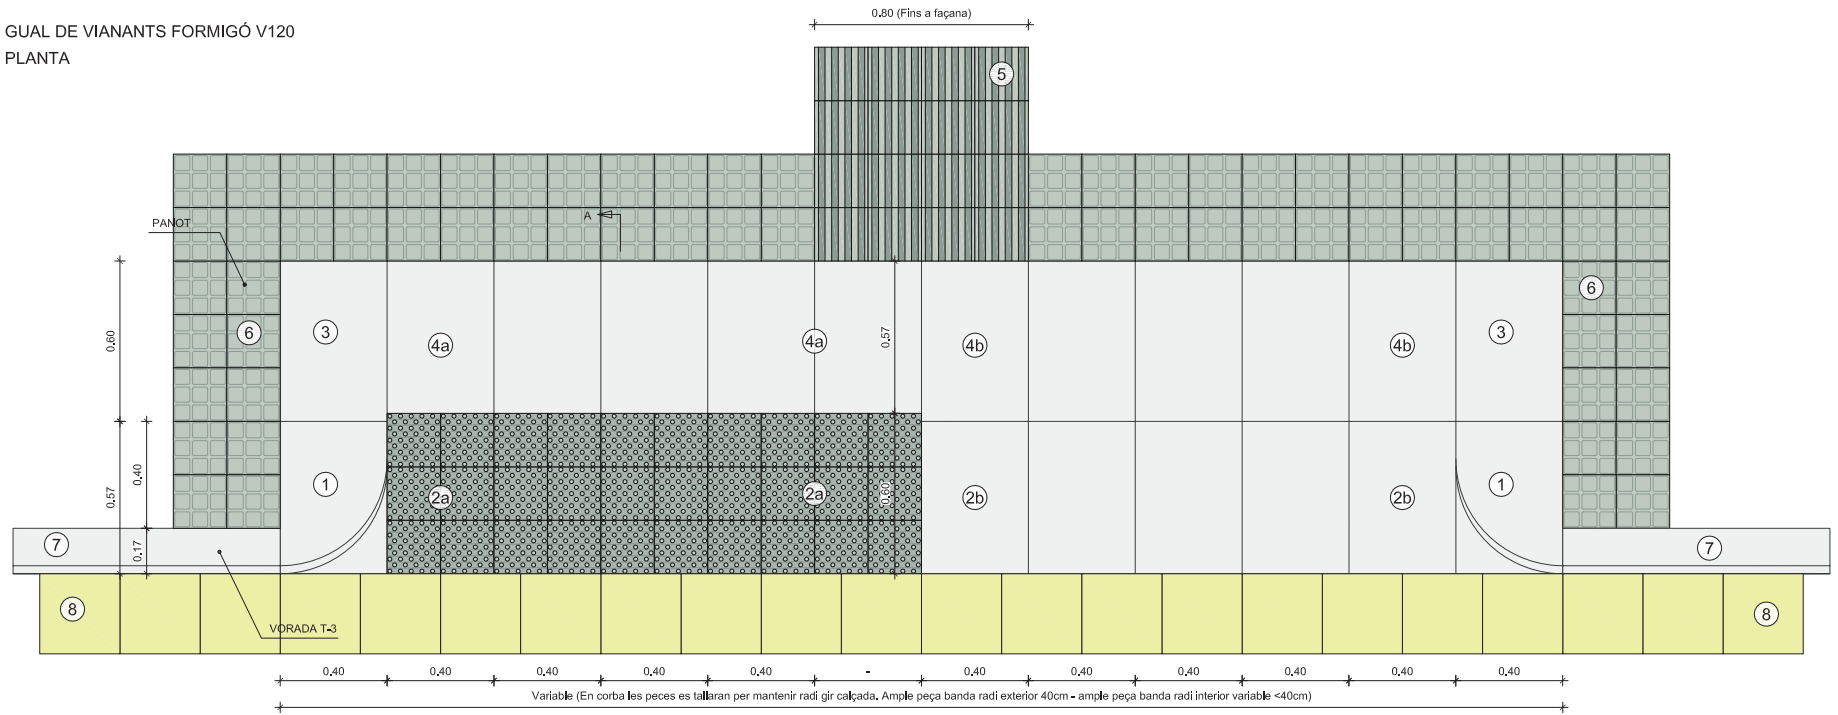 0.80 (Fins a façana)
GUAL DE VIANANTS FORMIGÓ V120
PLANTA
5
A
PANOT
6
6
3
4a
4a
4b
4b
3
0.60
0.57
1
2a
2a
2b
2b
1
0.57
0.40
0.60
0.17
7
7
8
8
VORADA T-3
0.40 0.40 0.40 0.40 0.40 - 0.40 0.40 0.40 0.40 0.40 0.40
Variable (En corba les peces es tallaran per mantenir radi gir calçada. Ample peça banda radi exterior 40cm - ample peça banda radi interior variable <40cm)